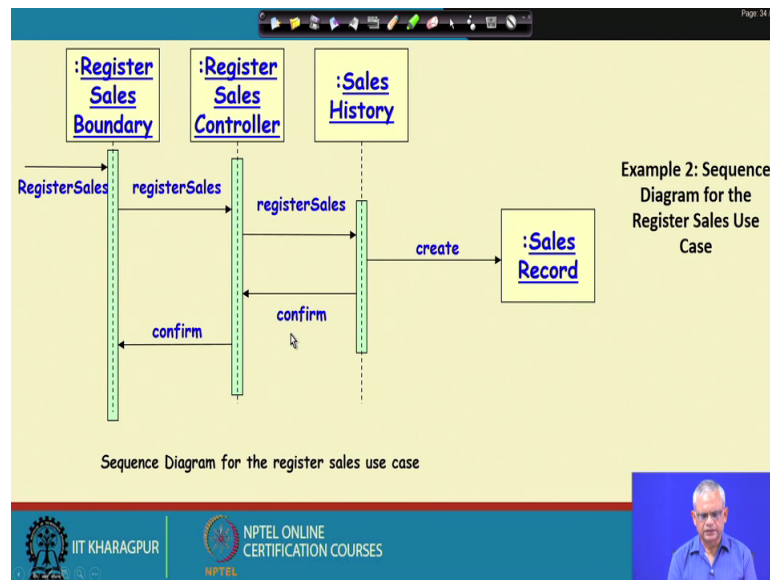 Page: 34 /
:Register
Sales
Boundary
:Register
Sales
Controller
:Sales
History
RegisterSales
registerSales
registerSales
create
:Sales
Record
confirm
confirm
Example 2: Sequence
Diagram for the
Register Sales Use
Case
Sequence Diagram for the register sales use case
IIT KHARAGPUR
NPTEL
NPTEL ONLINE
CERTIFICATION COURSES